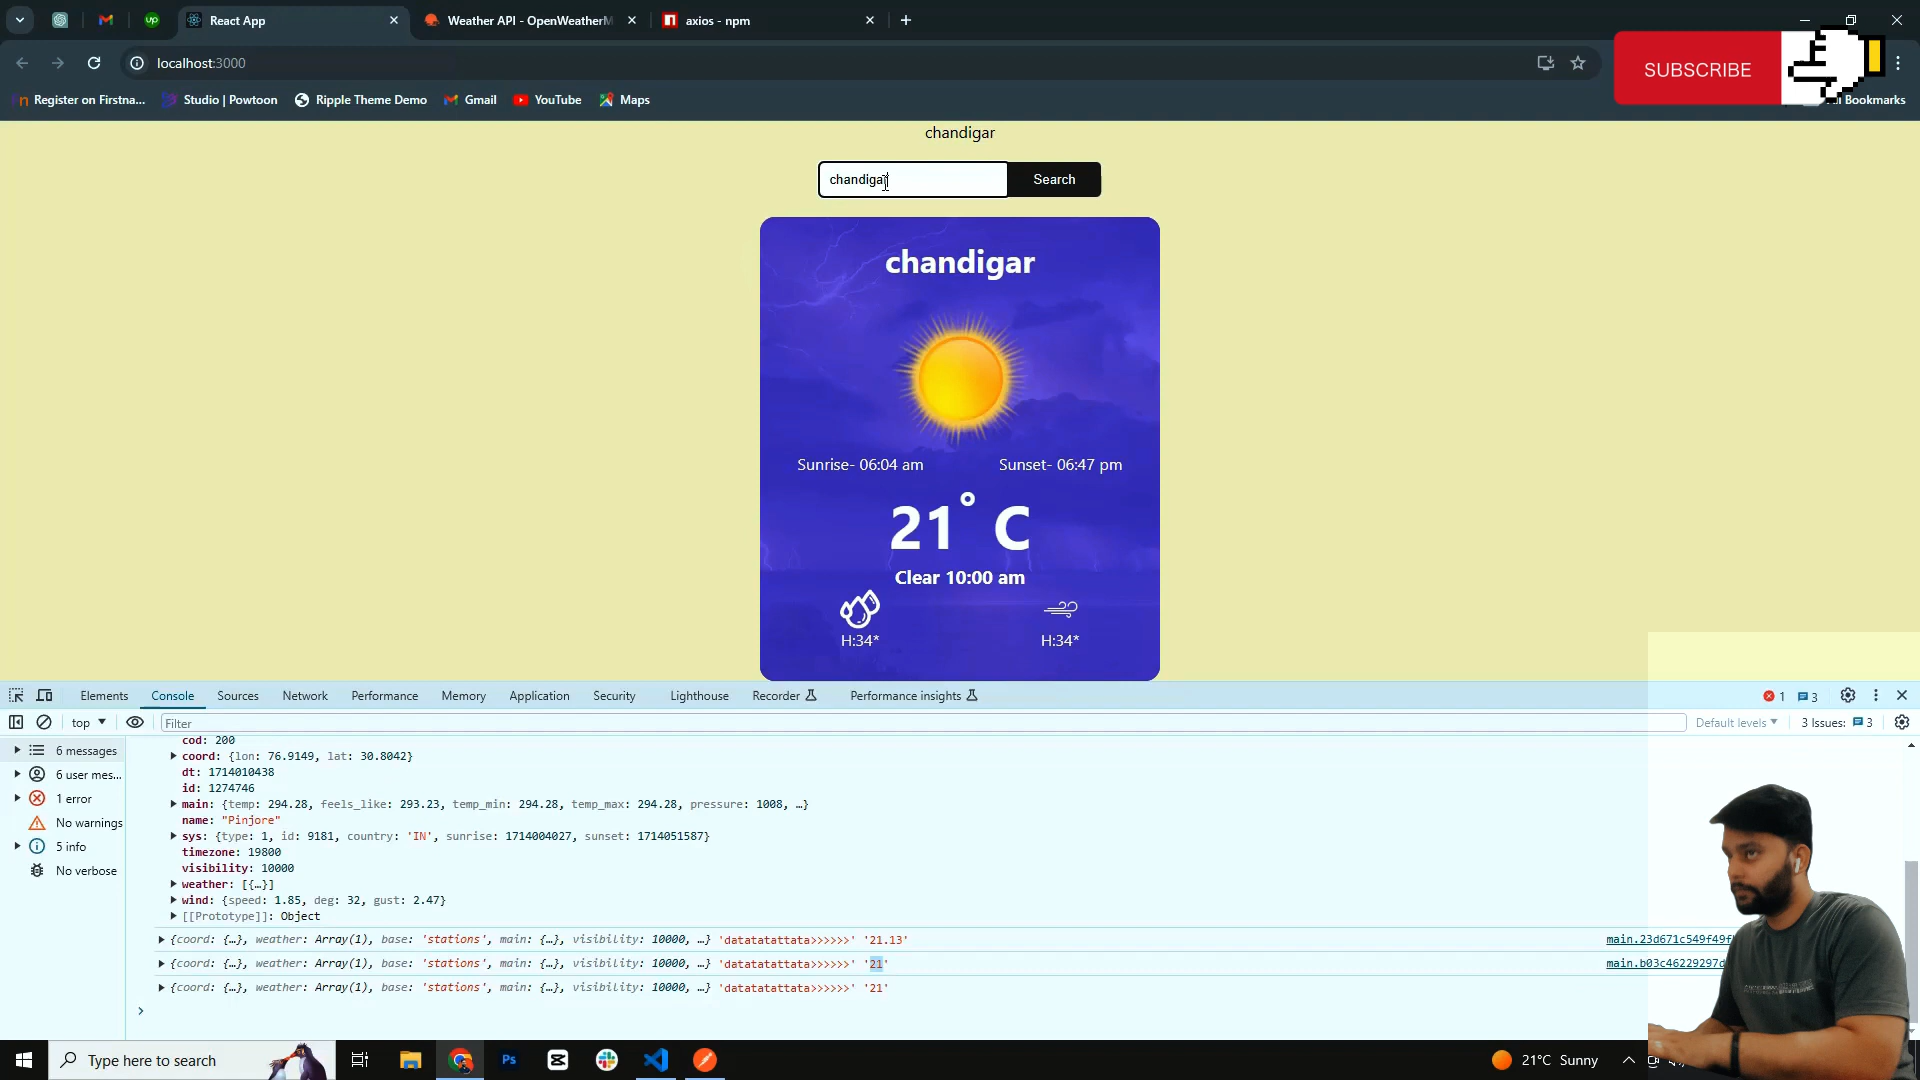 React App
Weather API - OpenWeatherM
axios - npm
localhost:3000
SUBSCRIBE
Register on Firstna...
Studio | Powtoon
Ripple Theme Demo
Gmail
YouTube
Maps
Bookmarks
chandigar
chandigar
Search
chandigar
Sunrise- 06:04 am
Sunset- 06:47 pm
21° C
Clear 10:00 am
H:34*
H:34*
Elements
Console
Sources
Network
Performance
Memory
Application
Security
Lighthouse
Recorder
Performance insights
1
3
top
Filter
Default levels
3 Issues:
3
6 messages
6 user mes...
1 error
No warnings
5 info
No verbose
cod: 200
coord: {lon: 76.9149, lat: 30.8042}
dt: 1714010438
id: 1274746
main: {temp: 294.28, feels_like: 293.23, temp_min: 294.28, temp_max: 294.28, pressure: 1008, …}
name: "Pinjore"
sys: {type: 1, id: 9181, country: 'IN', sunrise: 1714004027, sunset: 1714051587}
timezone: 19800
visibility: 10000
weather: [{…}]
wind: {speed: 1.85, deg: 32, gust: 2.47}
[[Prototype]]: Object
{coord: {…}, weather: Array(1), base: 'stations', main: {…}, visibility: 10000, …} 'datatatattata>>>>>>' '21.13'
main.23d671c549f49f
{coord: {…}, weather: Array(1), base: 'stations', main: {…}, visibility: 10000, …} 'datatatattata>>>>>>' '21'
main.b03c46229297d
{coord: {…}, weather: Array(1), base: 'stations', main: {…}, visibility: 10000, …} 'datatatattata>>>>>>' '21'
Type here to search
Ps
21°C Sunny